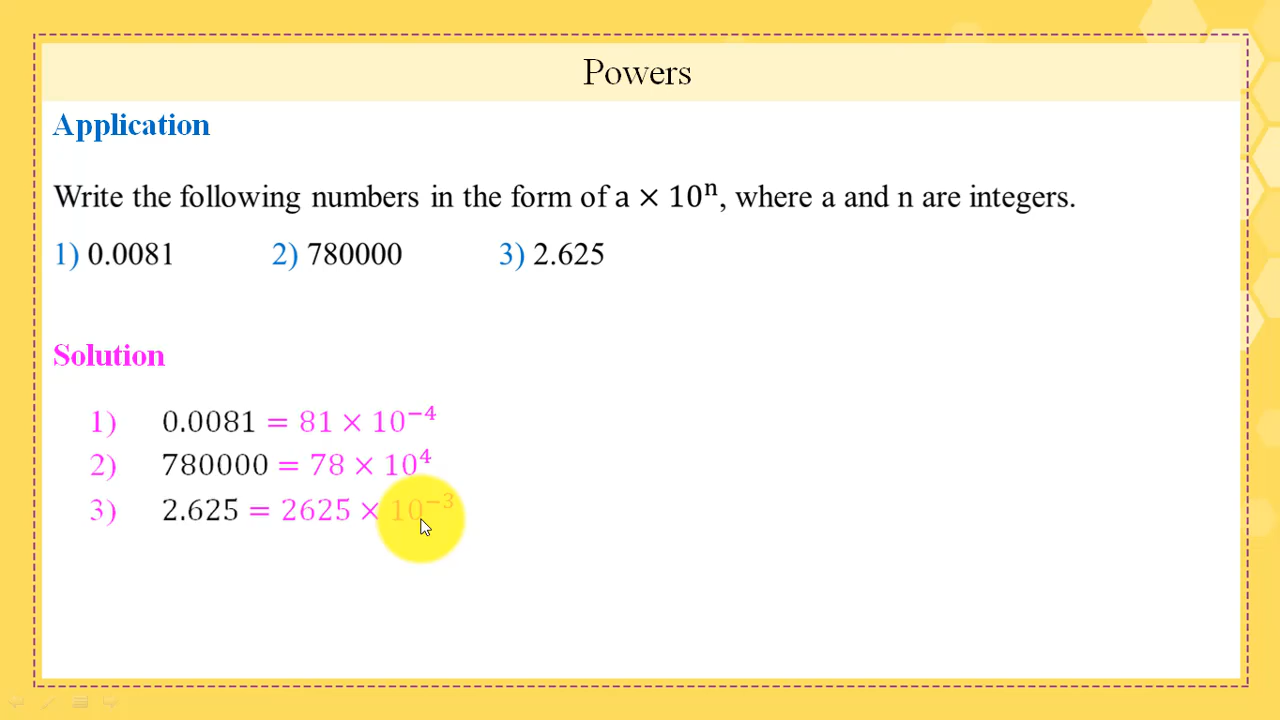 Powers
Application
Write the following numbers in the form of a × 10ⁿ, where a and n are integers.
1) 0.0081 2) 780000 3) 2.625
Solution
1) 0.0081 = 81 × 10⁻⁴
2) 780000 = 78 × 10⁴
3) 2.625 = 2625 × 10⁻³